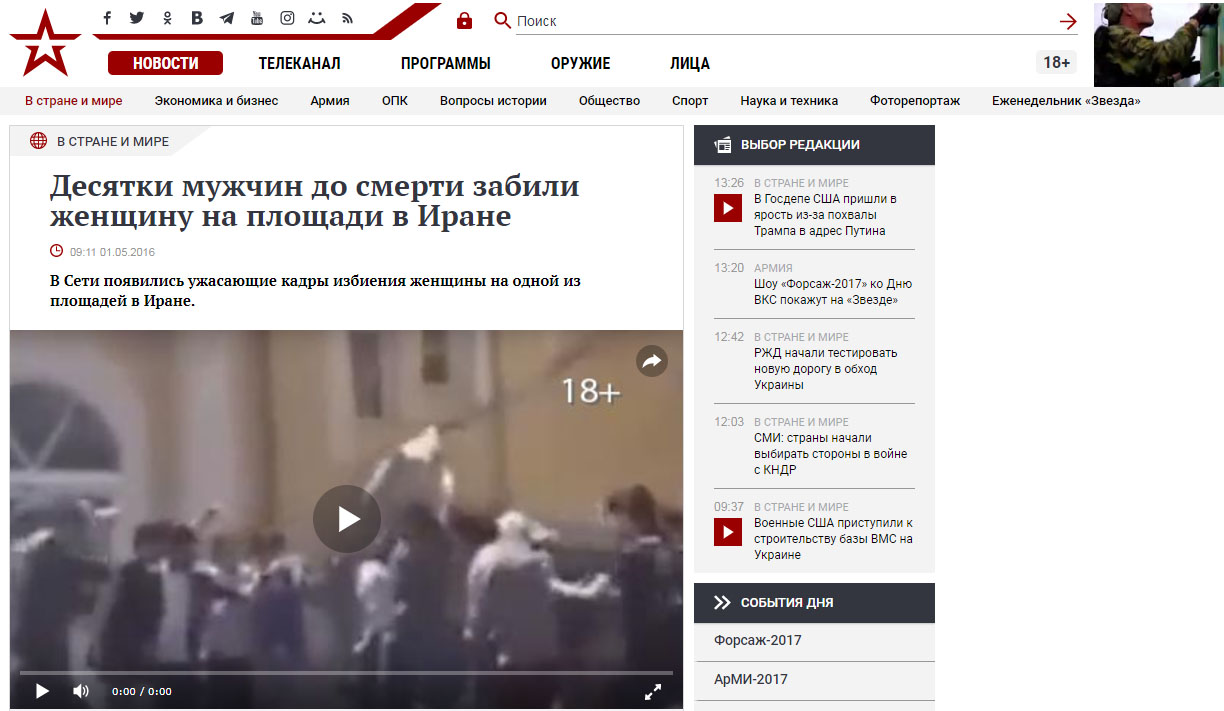 Поиск
НОВОСТИ
ТЕЛЕКАНАЛ
ПРОГРАММЫ
ОРУЖИЕ
ЛИЦА
18+
В стране и мире
Экономика и бизнес
Армия
ОПК
Вопросы истории
Общество
Спорт
Наука и техника
Фоторепортаж
Еженедельник «Звезда»
В СТРАНЕ И МИРЕ
Десятки мужчин до смерти забили
женщину на площади в Иране
09:11 01.05.2016
В Сети появились ужасающие кадры избиения женщины на одной из
площадей в Иране.
18+
0:00 / 0:00
ВЫБОР РЕДАКЦИИ
13:26 В СТРАНЕ И МИРЕ
В Госдепе США пришли в
ярость из-за похвалы
Трампа в адрес Путина
13:20 АРМИЯ
Шоу «Форсаж-2017» ко Дню
ВКС покажут на «Звезде»
12:42 В СТРАНЕ И МИРЕ
РЖД начали тестировать
новую дорогу в обход
Украины
12:03 В СТРАНЕ И МИРЕ
СМИ: страны начали
выбирать стороны в войне
с КНДР
09:37 В СТРАНЕ И МИРЕ
Военные США приступили к
строительству базы ВМС на
Украине
СОБЫТИЯ ДНЯ
Форсаж-2017
АрМИ-2017